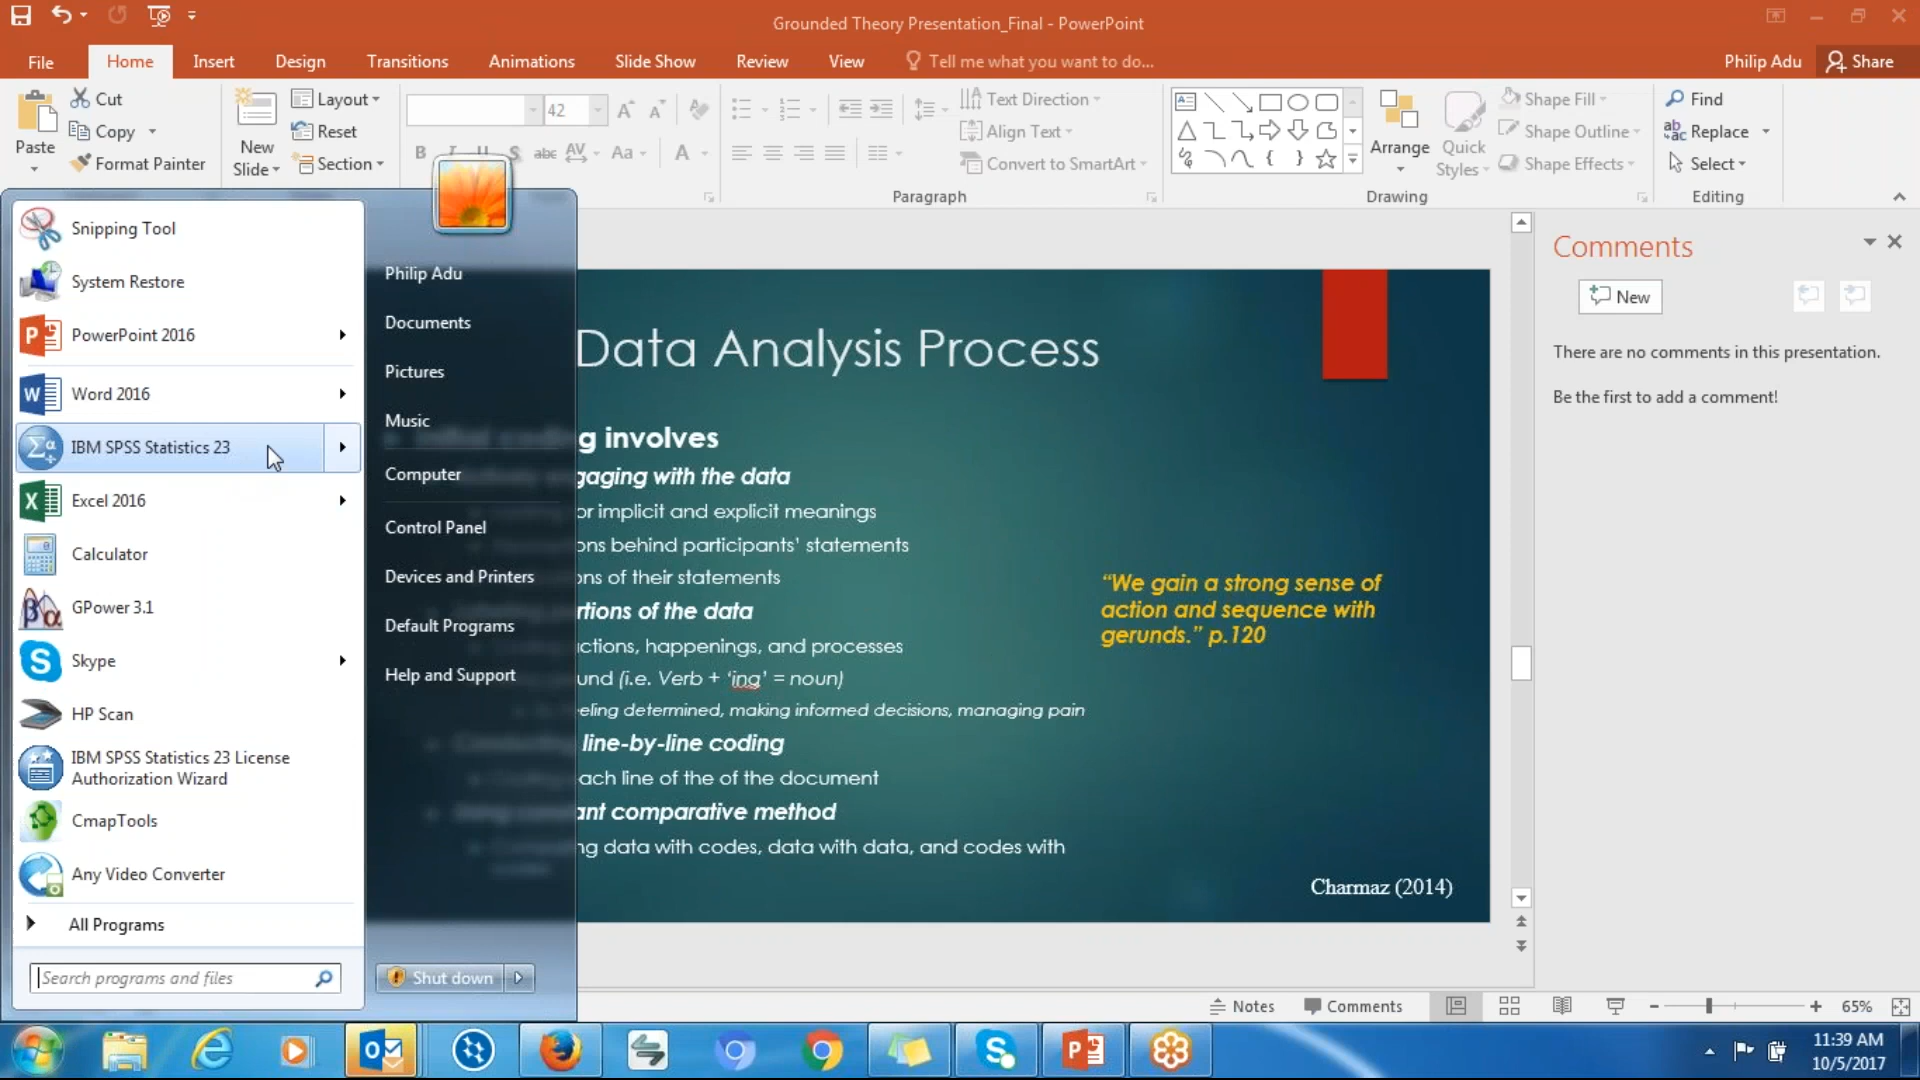 Grounded Theory Presentation_Final - PowerPoint
File Home Insert Design Transitions Animations Slide Show Review View Tell me what you want to do... Philip Adu Share
Cut
Copy
Format Painter
Paste
New
Slide
Layout
Reset
Section
42
B I U S abc AV Aa A
Text Direction
Align Text
Convert to SmartArt
Paragraph
Arrange
Quick
Styles
Shape Fill
Shape Outline
Shape Effects
Drawing
Find
Replace
Select
Editing
Snipping Tool
System Restore
PowerPoint 2016
Word 2016
IBM SPSS Statistics 23
Excel 2016
Calculator
GPower 3.1
Skype
HP Scan
IBM SPSS Statistics 23 License
Authorization Wizard
CmapTools
Any Video Converter
All Programs
Search programs and files
Philip Adu
Documents
Pictures
Music
Computer
Control Panel
Devices and Printers
Default Programs
Help and Support
Shut down
Data Analysis Process
Initial coding involves
gaging with the data
or implicit and explicit meanings
ons behind participants' statements
ons of their statements
rtions of the data
ctions, happenings, and processes
und (i.e. Verb + 'ing' = noun)
eling determined, making informed decisions, managing pain
line-by-line coding
ach line of the of the document
ant comparative method
ng data with codes, data with data, and codes with
“We gain a strong sense of
action and sequence with
gerunds.” p.120
Charmaz (2014)
Comments
New
There are no comments in this presentation.
Be the first to add a comment!
Notes Comments 65%
11:39 AM
10/5/2017